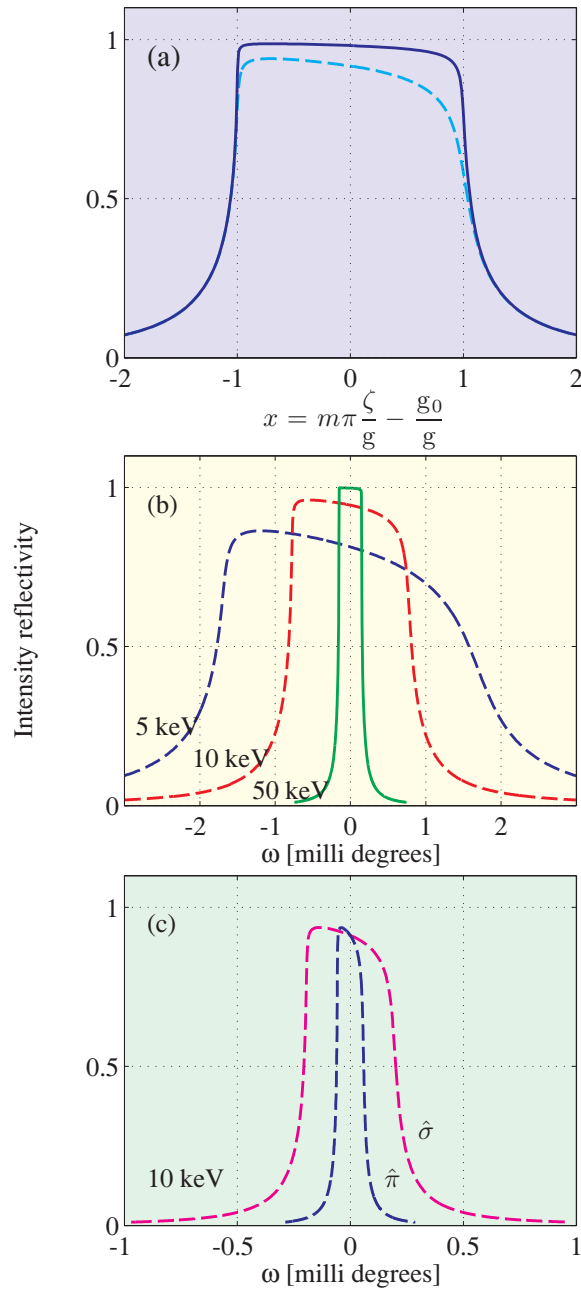 (a)
1
0.5
0
-2 -1 0 1 2
x = mπ ζ/g − g₀/g
Intensity reflectivity
(b)
1
0.5
0
5 keV
10 keV
50 keV
-2 -1 0 1 2
ω [milli degrees]
(c)
1
0.5
0
10 keV
σ̂
π̂
-1 -0.5 0 0.5 1
ω [milli degrees]